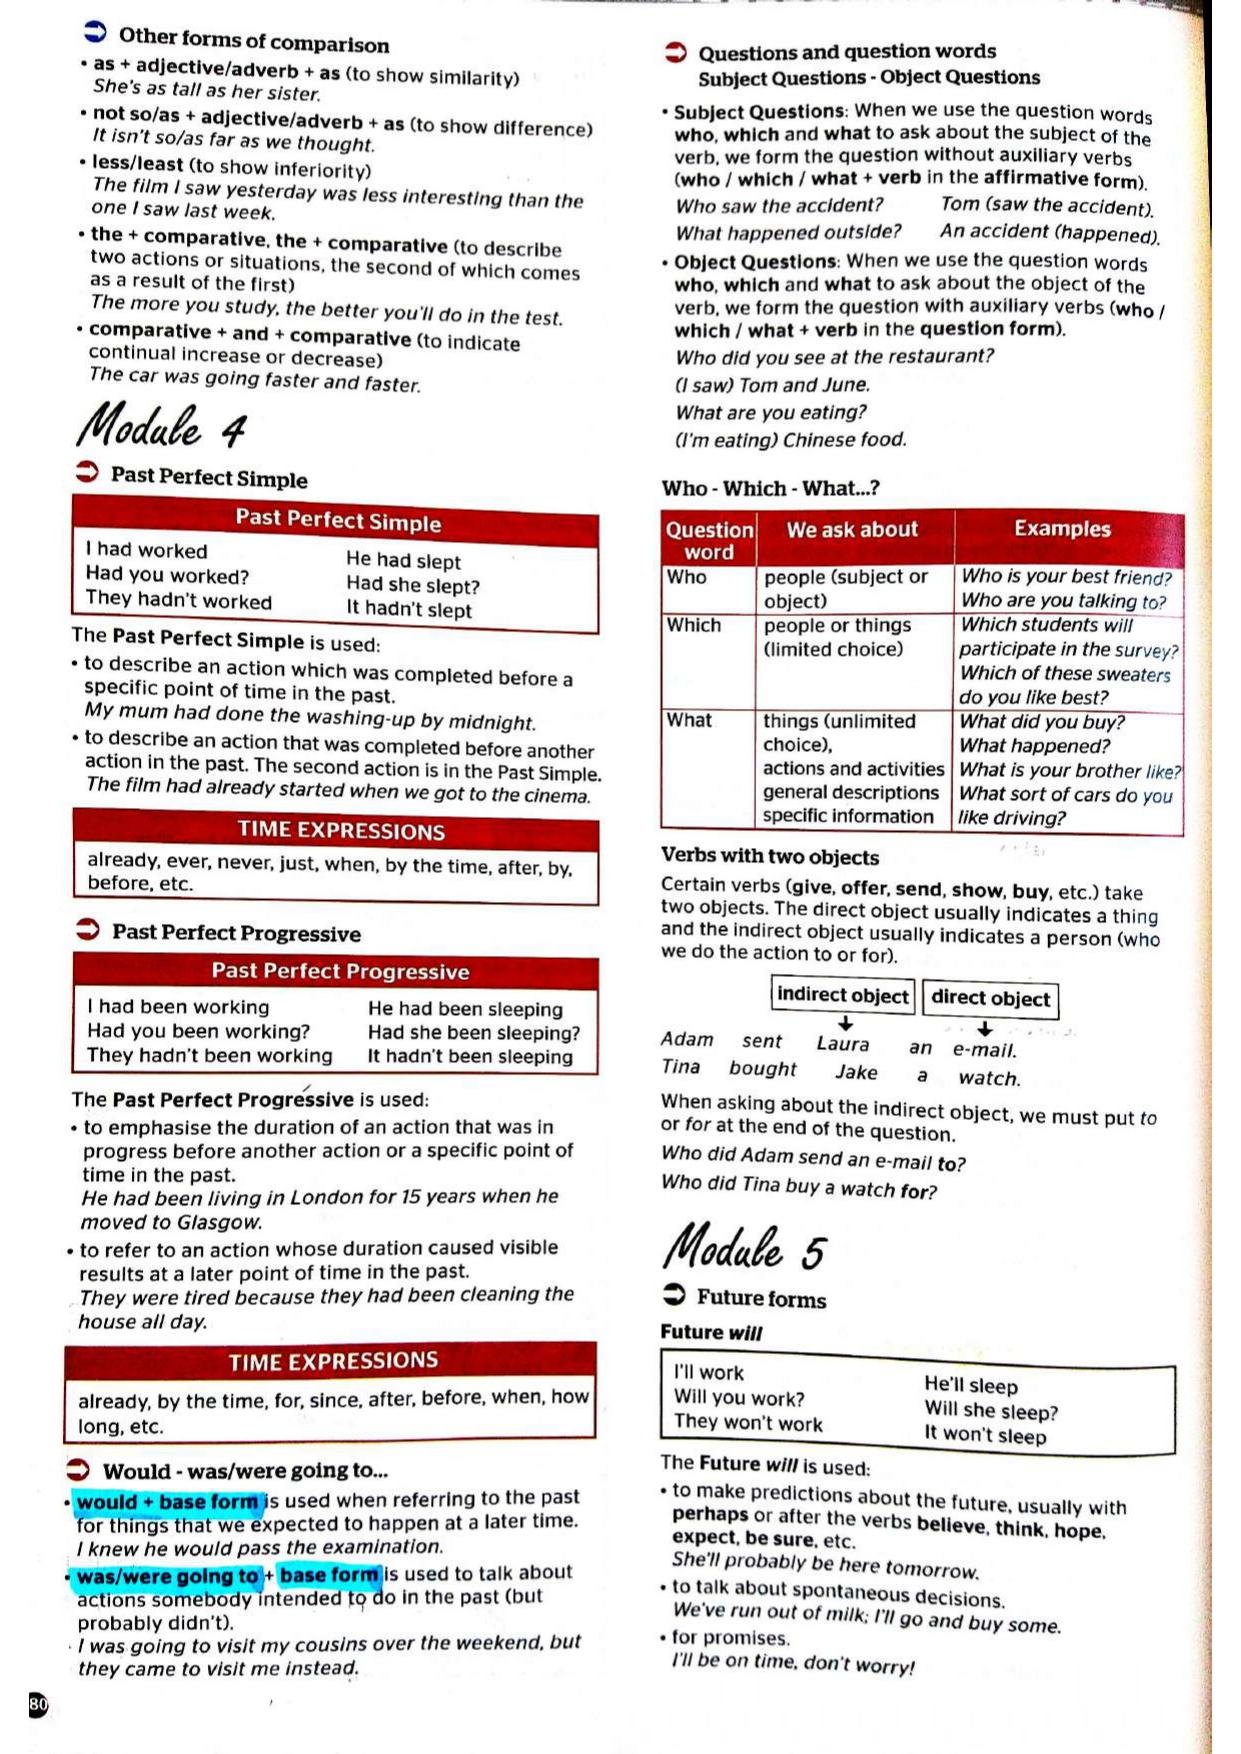 Other forms of comparison
• as + adjective/adverb + as (to show similarity)
She's as tall as her sister.
• not so/as + adjective/adverb + as (to show difference)
It isn't so/as far as we thought.
• less/least (to show inferiority)
The film I saw yesterday was less interesting than the
one I saw last week.
• the + comparative, the + comparative (to describe
two actions or situations, the second of which comes
as a result of the first)
The more you study, the better you'll do in the test.
• comparative + and + comparative (to indicate
continual increase or decrease)
The car was going faster and faster.
Module 4
Past Perfect Simple
Past Perfect Simple
I had worked He had slept
Had you worked? Had she slept?
They hadn't worked It hadn't slept
The Past Perfect Simple is used:
• to describe an action which was completed before a
specific point of time in the past.
My mum had done the washing-up by midnight.
• to describe an action that was completed before another
action in the past. The second action is in the Past Simple.
The film had already started when we got to the cinema.
TIME EXPRESSIONS
already, ever, never, just, when, by the time, after, by,
before, etc.
Past Perfect Progressive
Past Perfect Progressive
I had been working He had been sleeping
Had you been working? Had she been sleeping?
They hadn't been working It hadn't been sleeping
The Past Perfect Progressive is used:
• to emphasise the duration of an action that was in
progress before another action or a specific point of
time in the past.
He had been living in London for 15 years when he
moved to Glasgow.
• to refer to an action whose duration caused visible
results at a later point of time in the past.
They were tired because they had been cleaning the
house all day.
TIME EXPRESSIONS
already, by the time, for, since, after, before, when, how
long, etc.
Would - was/were going to...
• would + base form is used when referring to the past
for things that we expected to happen at a later time.
I knew he would pass the examination.
• was/were going to + base form is used to talk about
actions somebody intended to do in the past (but
probably didn't).
I was going to visit my cousins over the weekend, but
they came to visit me instead.
80
Questions and question words
Subject Questions - Object Questions
• Subject Questions: When we use the question words
who, which and what to ask about the subject of the
verb, we form the question without auxiliary verbs
(who / which / what + verb in the affirmative form).
Who saw the accident? Tom (saw the accident).
What happened outside? An accident (happened).
• Object Questions: When we use the question words
who, which and what to ask about the object of the
verb, we form the question with auxiliary verbs (who /
which / what + verb in the question form).
Who did you see at the restaurant?
(I saw) Tom and June.
What are you eating?
(I'm eating) Chinese food.
Who - Which - What...?
Question We ask about Examples
word
Who people (subject or Who is your best friend?
object) Who are you talking to?
Which people or things Which students will
(limited choice) participate in the survey?
Which of these sweaters
do you like best?
What things (unlimited What did you buy?
choice), What happened?
actions and activities What is your brother like?
general descriptions What sort of cars do you
specific information like driving?
Verbs with two objects
Certain verbs (give, offer, send, show, buy, etc.) take
two objects. The direct object usually indicates a thing
and the indirect object usually indicates a person (who
we do the action to or for).
indirect object direct object
Adam sent Laura an e-mail.
Tina bought Jake a watch.
When asking about the indirect object, we must put to
or for at the end of the question.
Who did Adam send an e-mail to?
Who did Tina buy a watch for?
Module 5
Future forms
Future will
I'll work He'll sleep
Will you work? Will she sleep?
They won't work It won't sleep
The Future will is used:
• to make predictions about the future, usually with
perhaps or after the verbs believe, think, hope,
expect, be sure, etc.
She'll probably be here tomorrow.
• to talk about spontaneous decisions.
We've run out of milk; I'll go and buy some.
• for promises.
I'll be on time, don't worry!